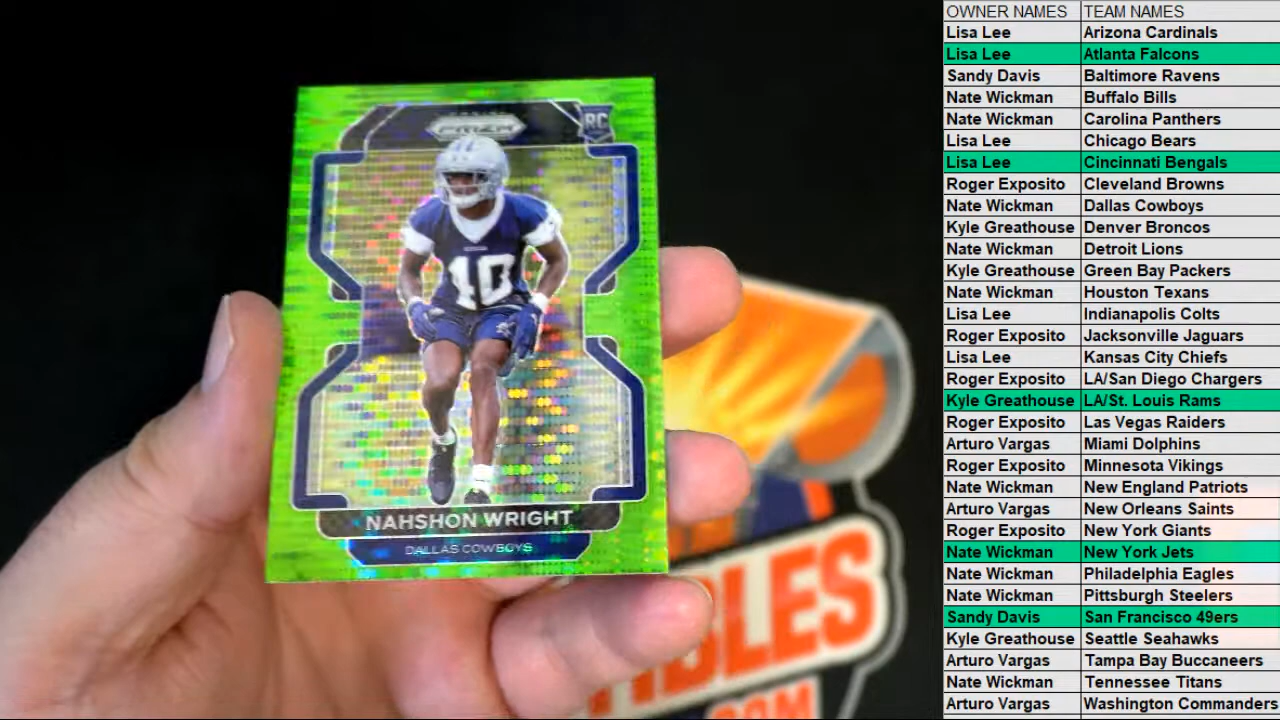 PRIZM
RC
10
NAHSHON WRIGHT
DALLAS COWBOYS
OWNER NAMES TEAM NAMES
Lisa Lee Arizona Cardinals
Lisa Lee Atlanta Falcons
Sandy Davis Baltimore Ravens
Nate Wickman Buffalo Bills
Nate Wickman Carolina Panthers
Lisa Lee Chicago Bears
Lisa Lee Cincinnati Bengals
Roger Exposito Cleveland Browns
Nate Wickman Dallas Cowboys
Kyle Greathouse Denver Broncos
Nate Wickman Detroit Lions
Kyle Greathouse Green Bay Packers
Nate Wickman Houston Texans
Lisa Lee Indianapolis Colts
Roger Exposito Jacksonville Jaguars
Lisa Lee Kansas City Chiefs
Roger Exposito LA/San Diego Chargers
Kyle Greathouse LA/St. Louis Rams
Roger Exposito Las Vegas Raiders
Arturo Vargas Miami Dolphins
Roger Exposito Minnesota Vikings
Nate Wickman New England Patriots
Arturo Vargas New Orleans Saints
Roger Exposito New York Giants
Nate Wickman New York Jets
Nate Wickman Philadelphia Eagles
Nate Wickman Pittsburgh Steelers
Sandy Davis San Francisco 49ers
Kyle Greathouse Seattle Seahawks
Arturo Vargas Tampa Bay Buccaneers
Nate Wickman Tennessee Titans
Arturo Vargas Washington Commanders